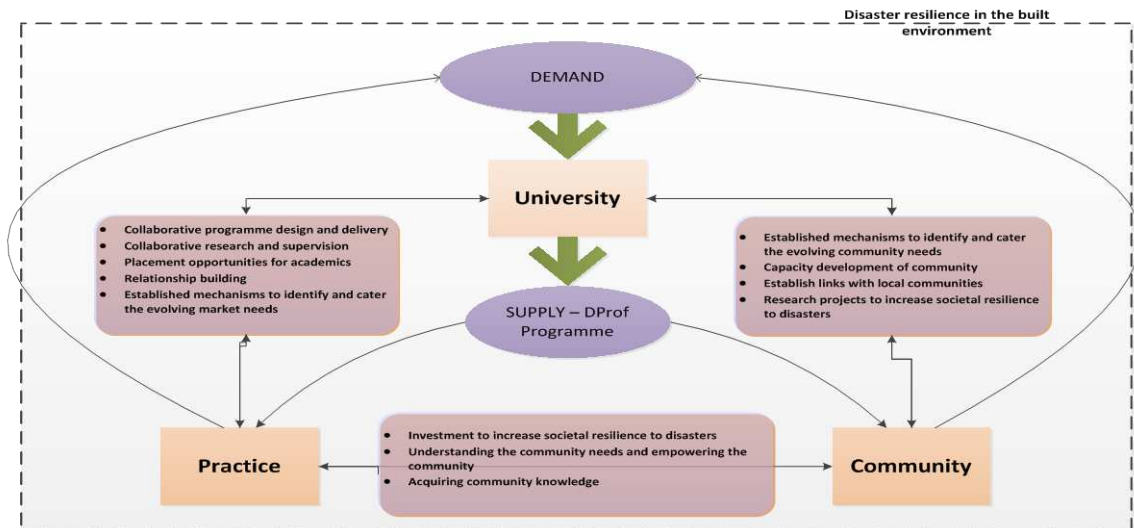 Disaster resilience in the built
environment
DEMAND
University
• Collaborative programme design and delivery
• Collaborative research and supervision
• Placement opportunities for academics
• Relationship building
• Established mechanisms to identify and cater
the evolving market needs
• Established mechanisms to identify and cater
the evolving community needs
• Capacity development of community
• Establish links with local communities
• Research projects to increase societal resilience
to disasters
SUPPLY – DProf
Programme
Practice
• Investment to increase societal resilience to disasters
• Understanding the community needs and empowering the
community
• Acquiring community knowledge
Community